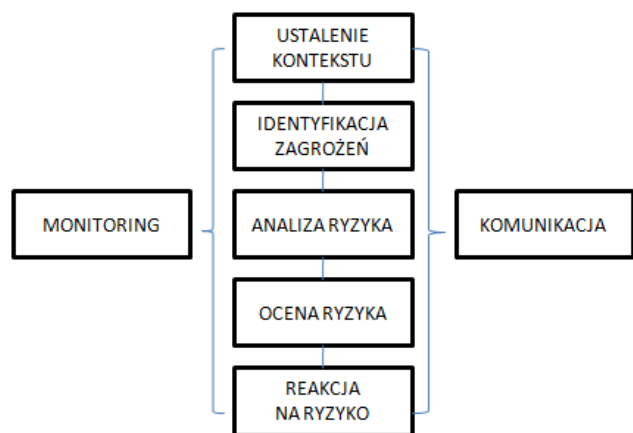 USTALENIE
KONTEKSTU
IDENTYFIKACJA
ZAGROŻEŃ
MONITORING
ANALIZA RYZYKA
KOMUNIKACJA
OCENA RYZYKA
REAKCJA
NA RYZYKO